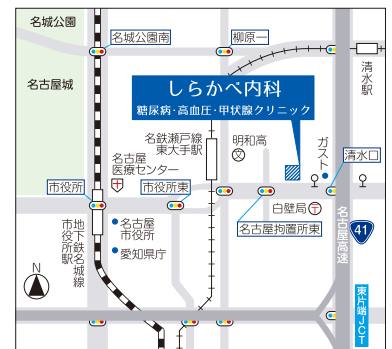 名城公園
名城公園南
柳原一
清水駅
名古屋城
しらかべ内科
糖尿病・高血圧・甲状腺クリニック
名鉄瀬戸線
東大手駅
明和高
文
ガスト
清水口
名古屋
医療センター
市役所
市役所東
白壁局
〒
名古屋拘置所東
名古屋高速
41
地下鉄名城線
市役所駅
名古屋
市役所
愛知県庁
N
東片端JCT